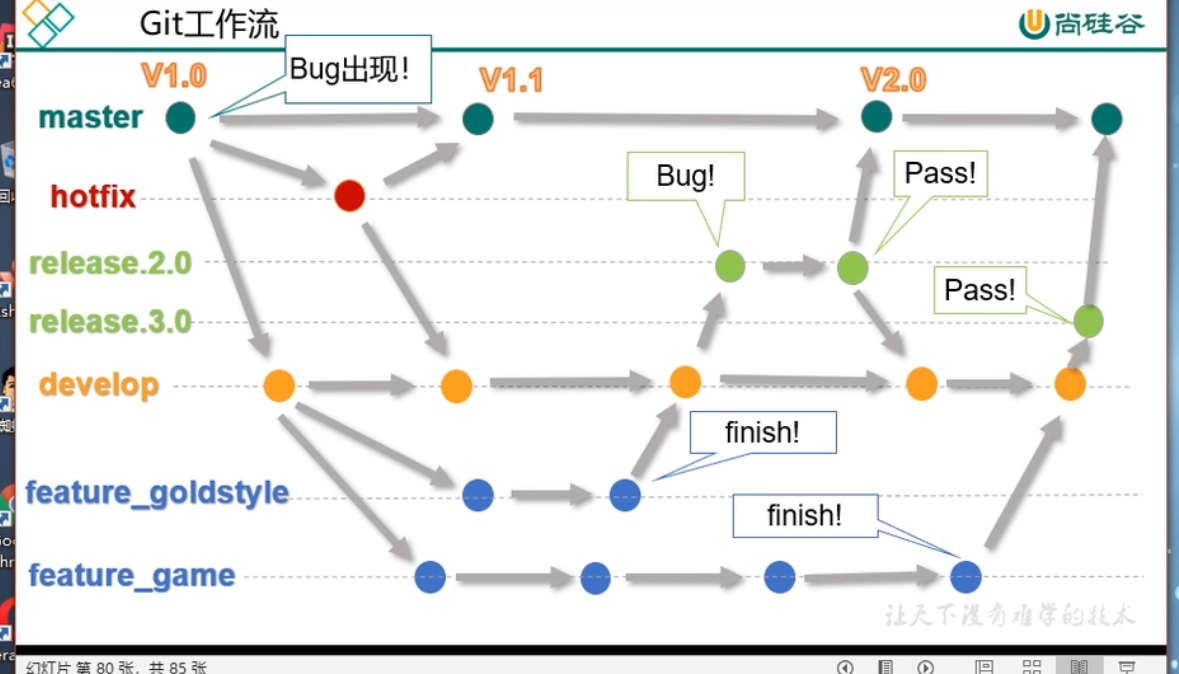 Git工作流
尚硅谷
Bug出现!
V1.0
V1.1
V2.0
master
hotfix
Bug!
Pass!
release.2.0
Pass!
release.3.0
develop
finish!
feature_goldstyle
finish!
feature_game
让天下没有难学的技术
幻灯片 第 80 张，共 85 张